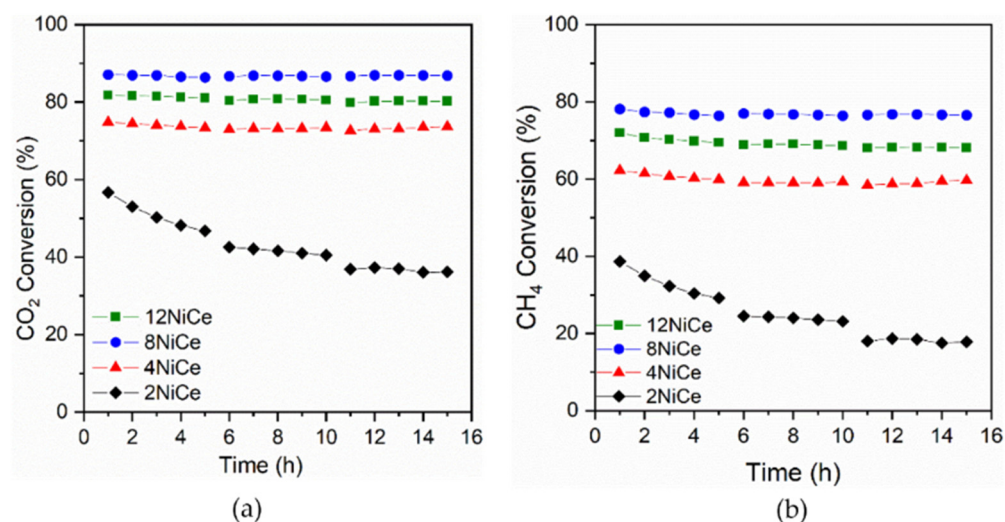 100
80
60
40
20
0
CO₂ Conversion (%)
12NiCe
8NiCe
4NiCe
2NiCe
0 2 4 6 8 10 12 14 16
Time (h)
(a)
100
80
60
40
20
0
CH₄ Conversion (%)
12NiCe
8NiCe
4NiCe
2NiCe
0 2 4 6 8 10 12 14 16
Time (h)
(b)